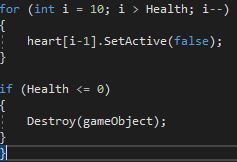 for (int i = 10; i > Health; i--)
{
heart[i-1].SetActive(false);
}
if (Health <= 0)
{
Destroy(gameObject);
}
}